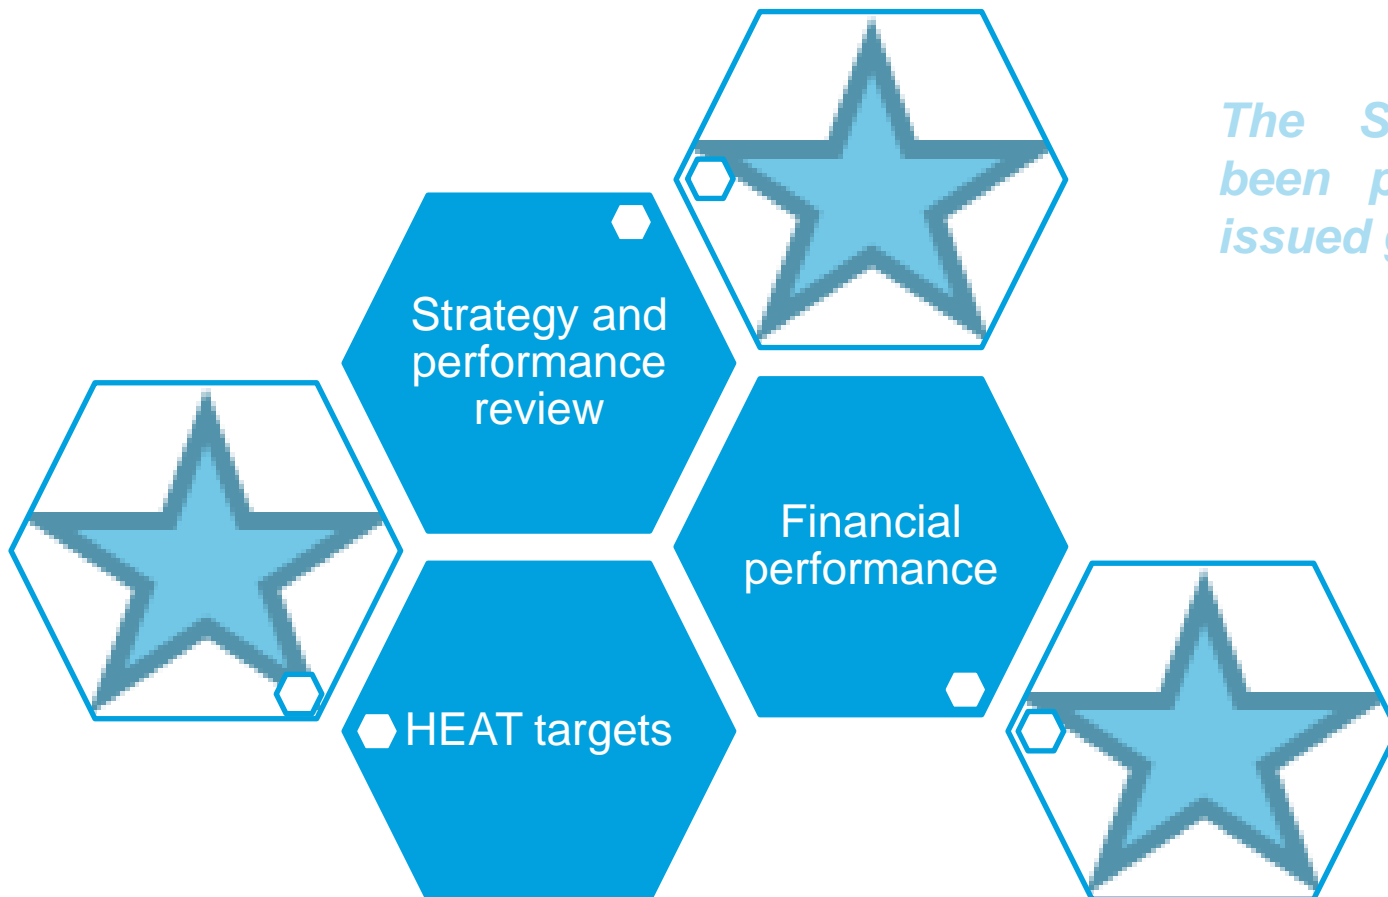 The S
been p
issued g
Strategy and
performance
review
Financial
performance
HEAT targets